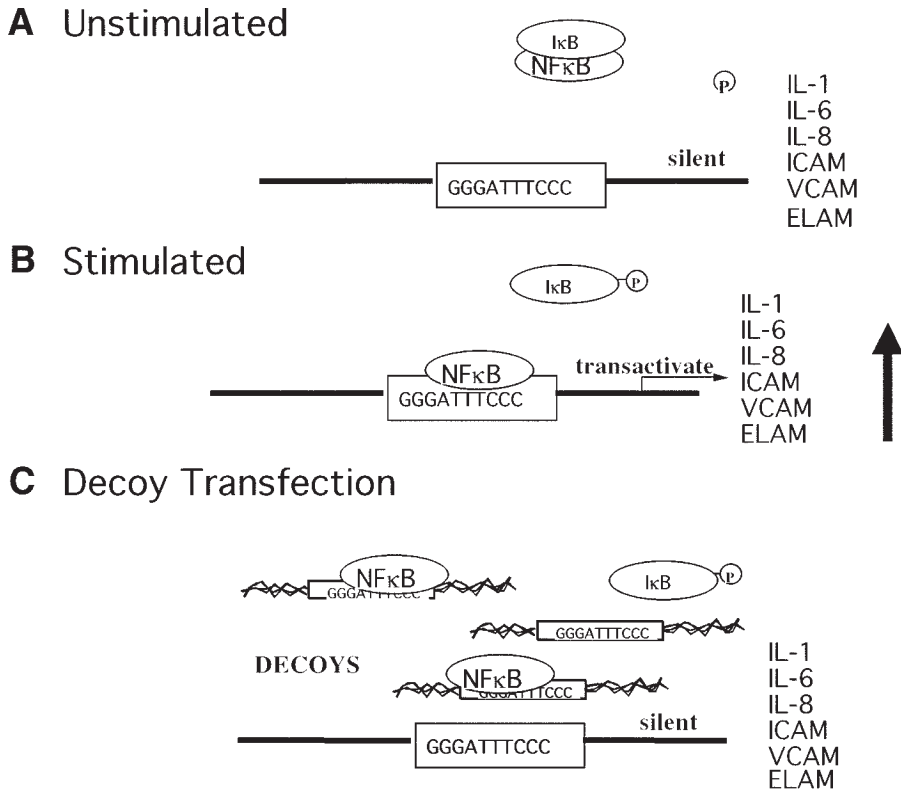 A Unstimulated
IκB
NFκB
P
IL-1
IL-6
IL-8
ICAM
VCAM
ELAM
silent
GGGATTTCCC
B Stimulated
IκB
P
IL-1
IL-6
IL-8
ICAM
VCAM
ELAM
NFκB
transactivate
GGGATTTCCC
C Decoy Transfection
NFκB
GGGATTTCCC
IκB
P
GGGATTTCCC
DECOYS
NFκB
GGGATTTCCC
IL-1
IL-6
IL-8
ICAM
VCAM
ELAM
silent
GGGATTTCCC